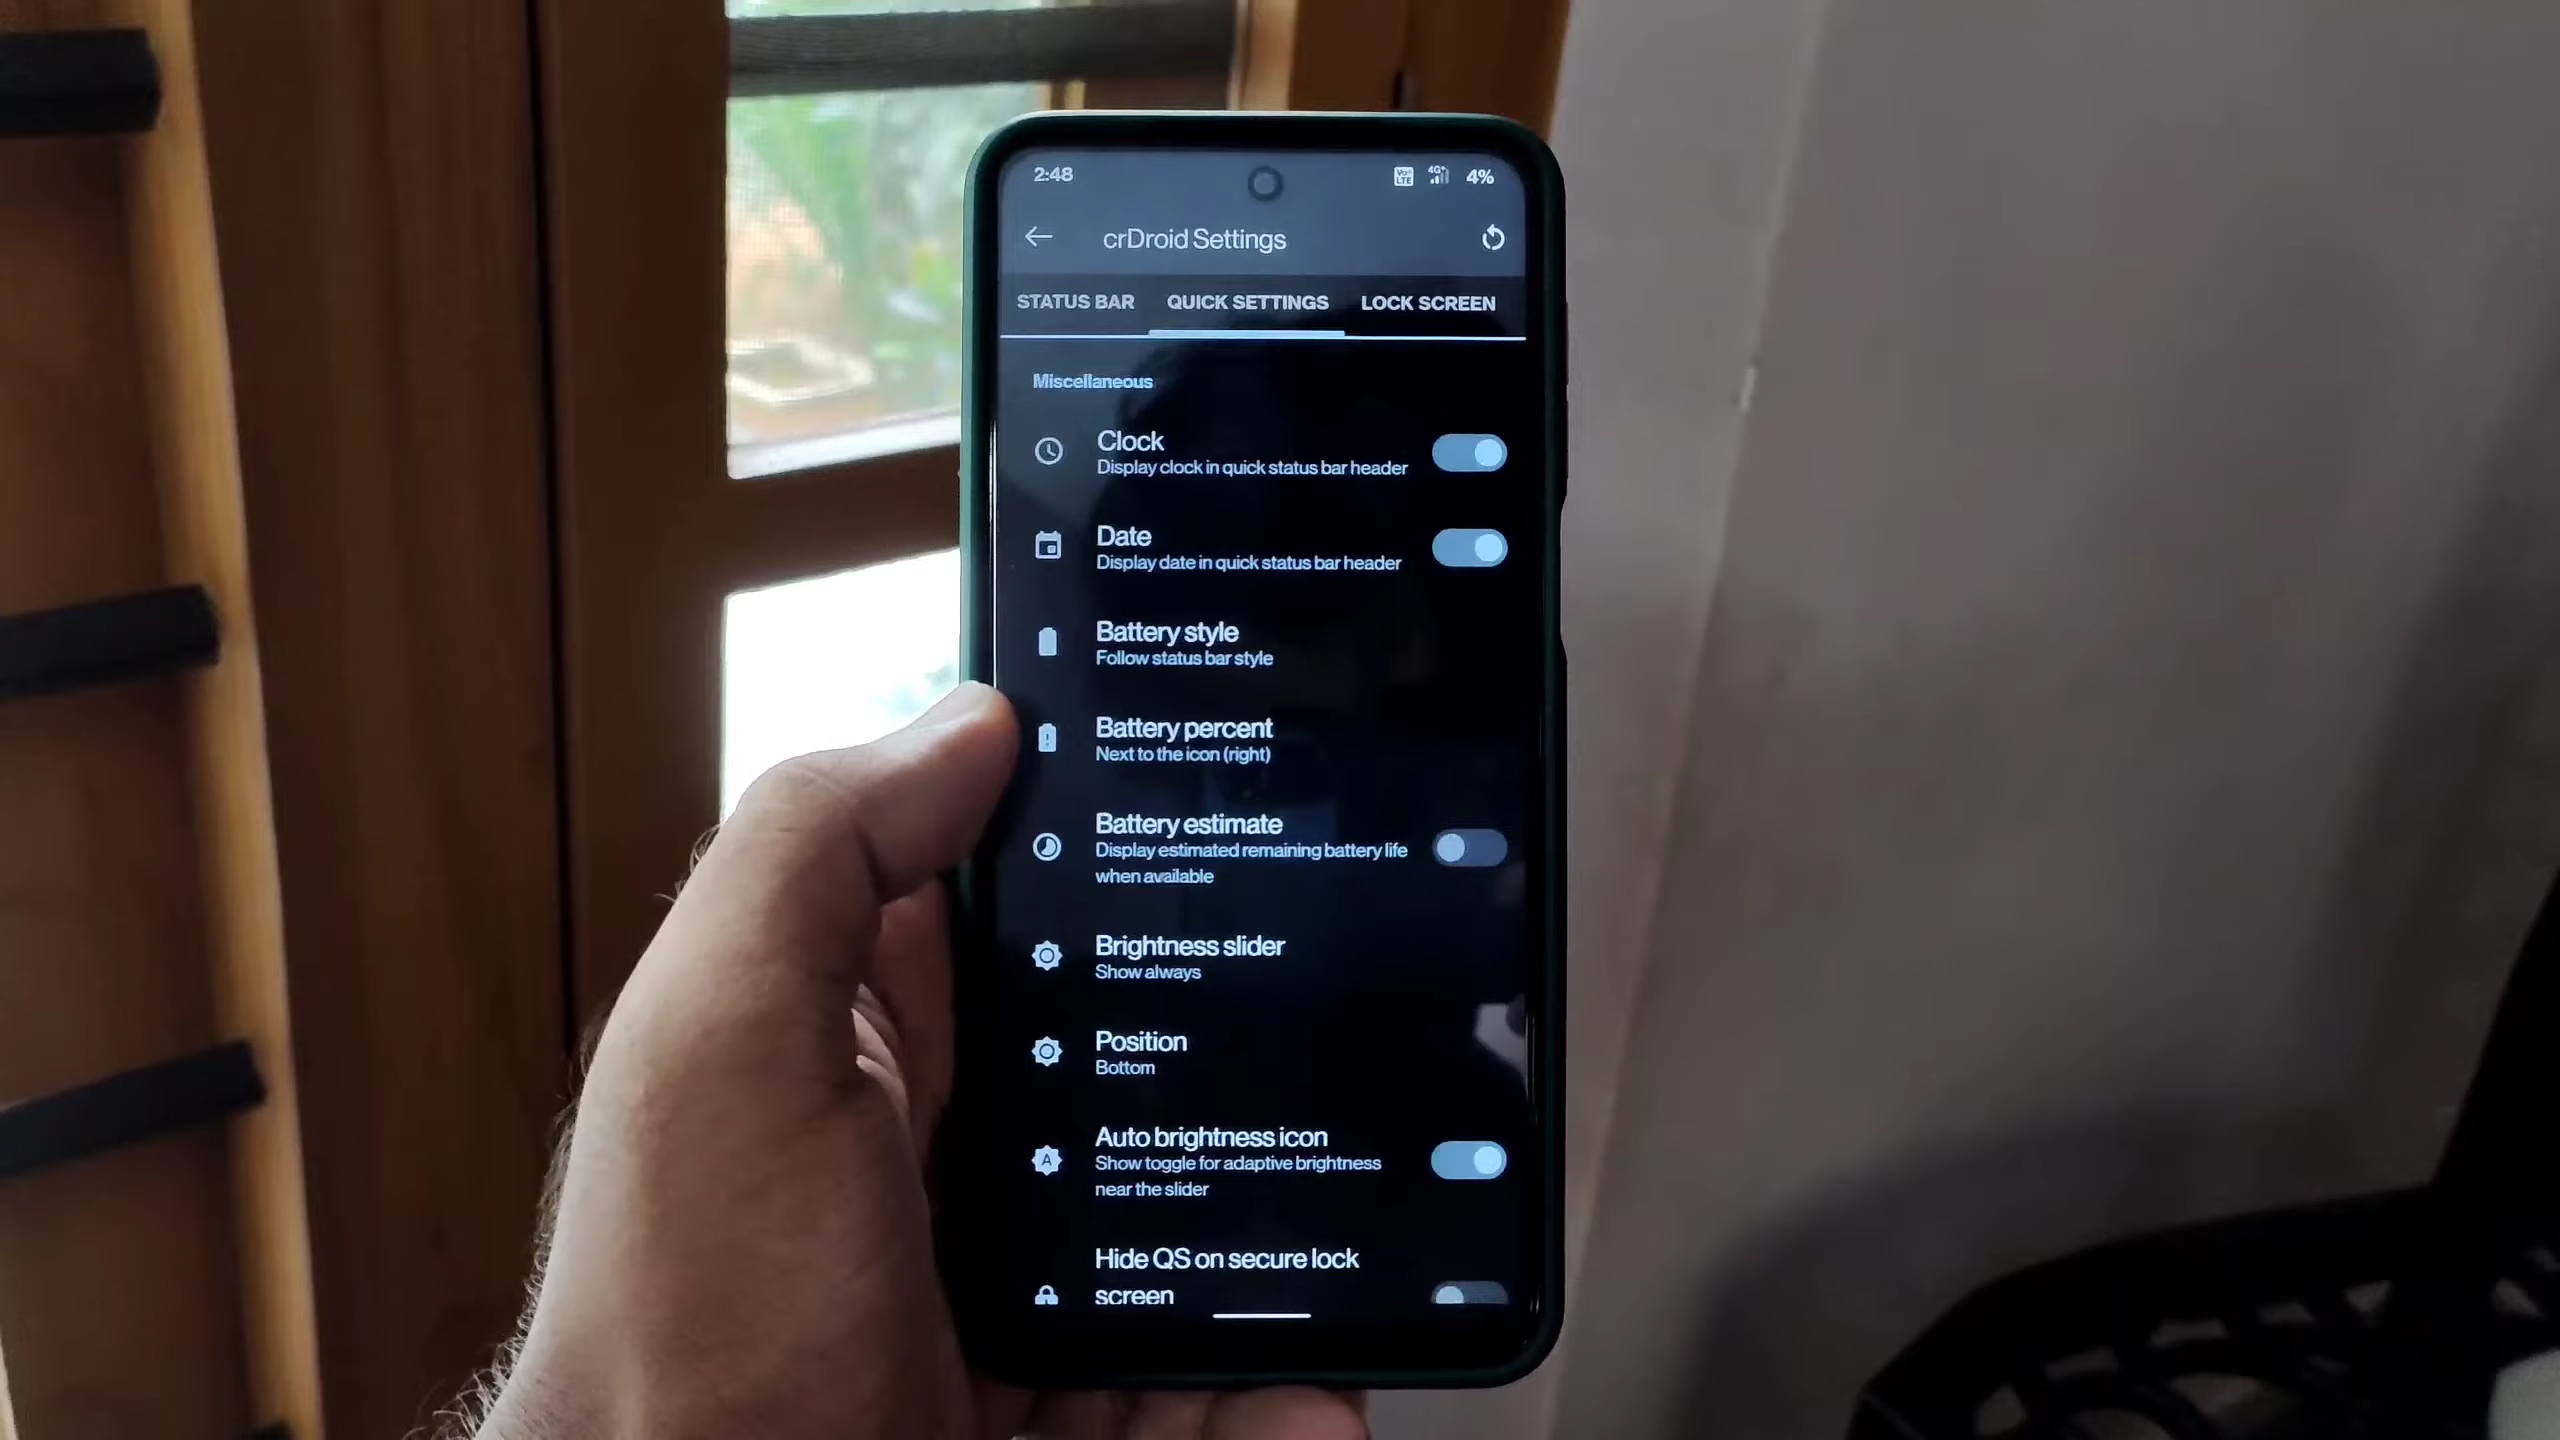 2:48
Vo LTE 4G+ 4%
crDroid Settings
STATUS BAR QUICK SETTINGS LOCK SCREEN
Miscellaneous
Clock
Display clock in quick status bar header
Date
Display date in quick status bar header
Battery style
Follow status bar style
Battery percent
Next to the icon (right)
Battery estimate
Display estimated remaining battery life
when available
Brightness slider
Show always
Position
Bottom
A
Auto brightness icon
Show toggle for adaptive brightness
near the slider
Hide QS on secure lock
screen